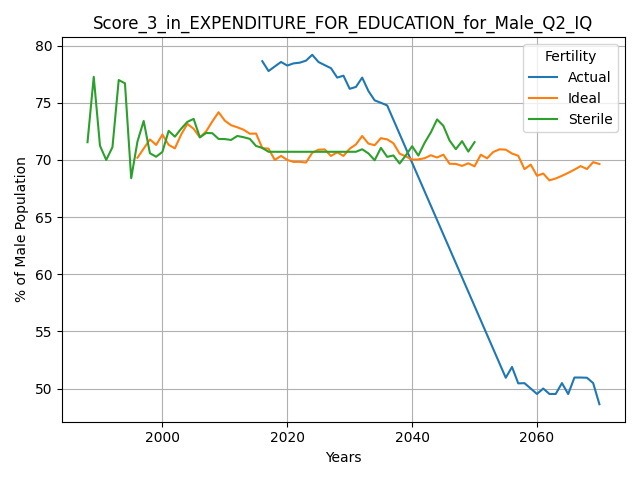 Score_3_in_EXPENDITURE_FOR_EDUCATION_for_Male_Q2_IQ
Fertility
Actual
Ideal
Sterile
% of Male Population
80
75
70
65
60
55
50
2000
2020
2040
2060
Years